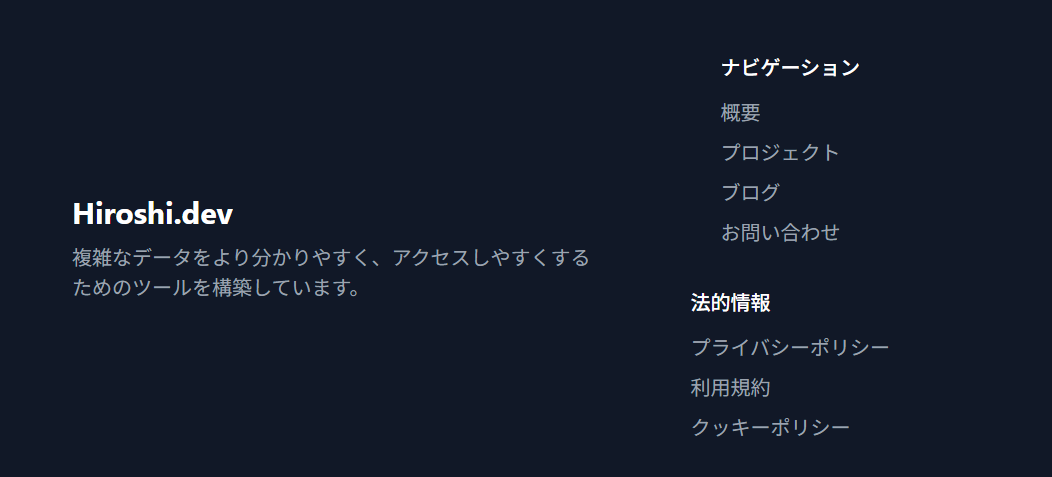 Hiroshi.dev
複雑なデータをより分かりやすく、アクセスしやすくする
ためのツールを構築しています。
ナビゲーション
概要
プロジェクト
ブログ
お問い合わせ
法的情報
プライバシーポリシー
利用規約
クッキーポリシー